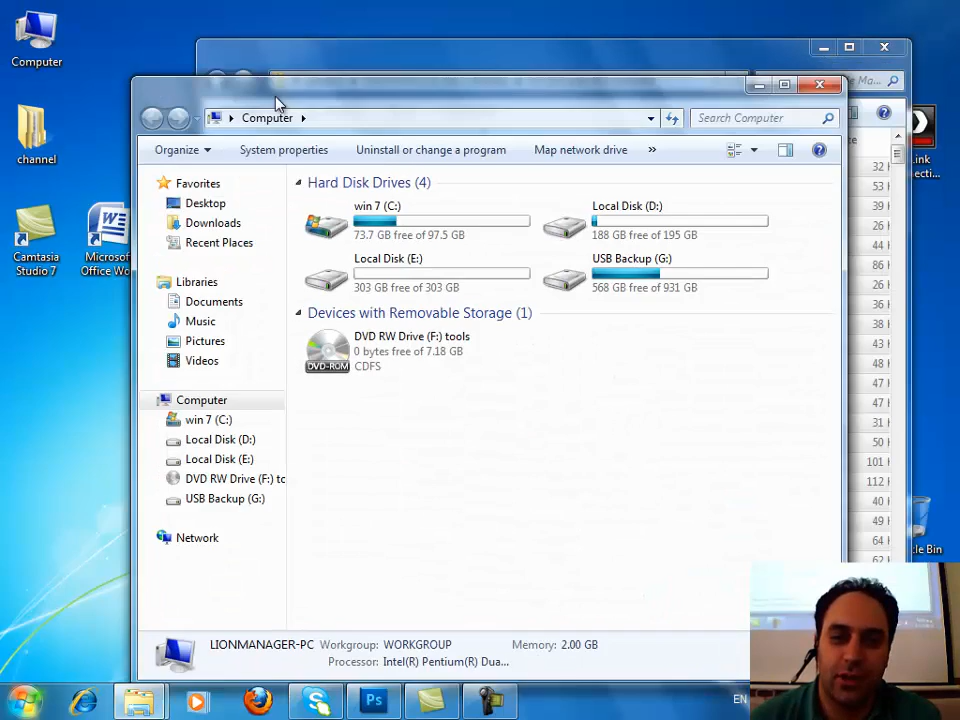 Computer
channel
Camtasia
Studio 7
Microsof
Office Wo
Computer
Search Computer
Organize
System properties
Uninstall or change a program
Map network drive
»
Favorites
Desktop
Downloads
Recent Places
Libraries
Documents
Music
Pictures
Videos
Computer
win 7 (C:)
Local Disk (D:)
Local Disk (E:)
DVD RW Drive (F:) to
USB Backup (G:)
Network
Hard Disk Drives (4)
win 7 (C:)
73.7 GB free of 97.5 GB
Local Disk (D:)
188 GB free of 195 GB
Local Disk (E:)
303 GB free of 303 GB
USB Backup (G:)
568 GB free of 931 GB
Devices with Removable Storage (1)
DVD RW Drive (F:) tools
0 bytes free of 7.18 GB
CDFS
DVD-ROM
LIONMANAGER-PC
Workgroup: WORKGROUP
Memory: 2.00 GB
Processor: Intel(R) Pentium(R) Dua...
32 K
53 K
39 K
26 K
44 K
86 K
26 K
36 K
38 K
43 K
48 K
47 K
47 K
31 K
50 K
101 K
112 K
40 K
49 K
64 K
62 K
Link
ecti...
cle Bin
Ps
EN